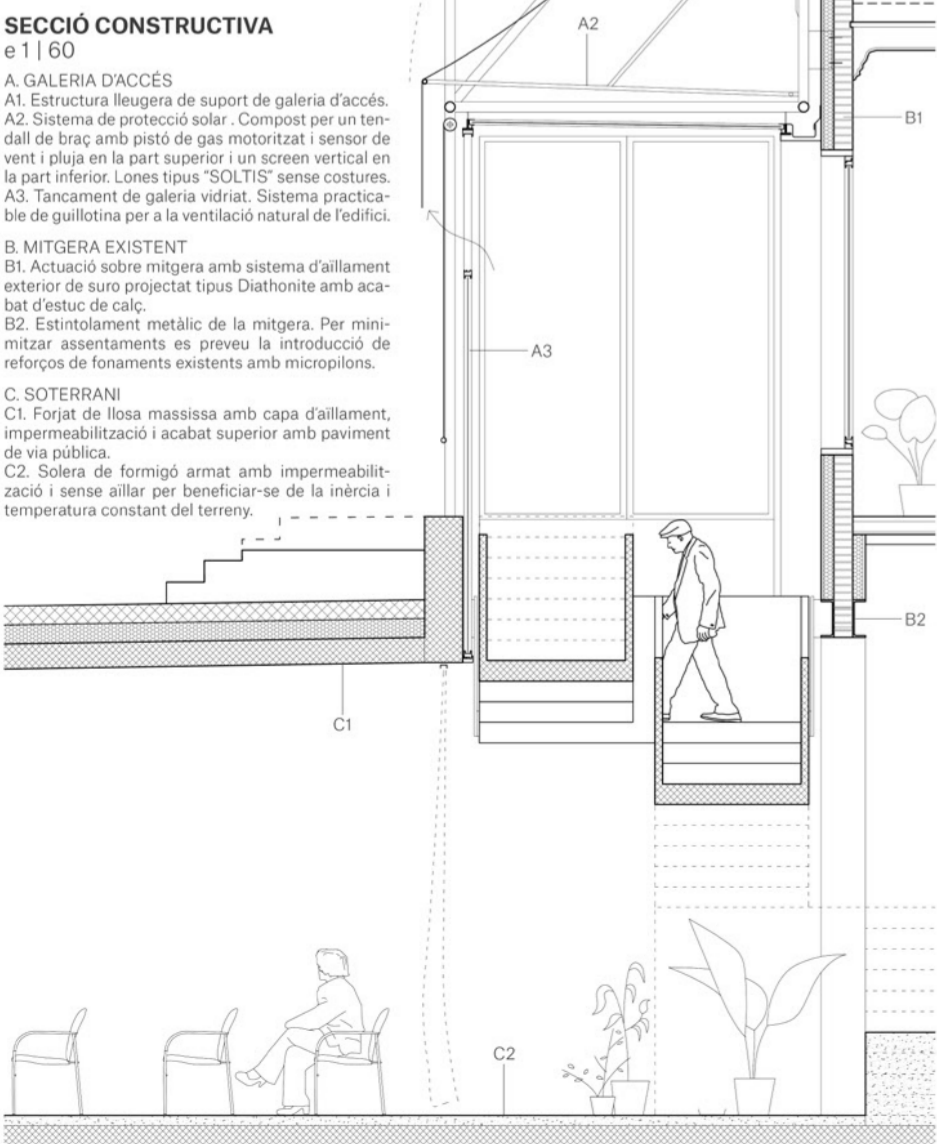 SECCIÓ CONSTRUCTIVA
e 1 | 60
A. GALERIA D'ACCÉS
A1. Estructura lleugera de suport de galeria d'accés.
A2. Sistema de protecció solar . Compost per un ten-
dall de braç amb pistó de gas motoritzat i sensor de
vent i pluja en la part superior i un screen vertical en
la part inferior. Lones tipus “SOLTIS” sense costures.
A3. Tancament de galeria vidriat. Sistema practica-
ble de guillotina per a la ventilació natural de l'edifici.
B. MITGERA EXISTENT
B1. Actuació sobre mitgera amb sistema d'aïllament
exterior de suro projectat tipus Diathonite amb aca-
bat d'estuc de calç.
B2. Estintolament metàlic de la mitgera. Per mini-
mitzar assentaments es preveu la introducció de
reforços de fonaments existents amb micropilons.
C. SOTERRANI
C1. Forjat de llosa massissa amb capa d'aïllament,
impermeabilització i acabat superior amb paviment
de via pública.
C2. Solera de formigó armat amb impermeabilit-
zació i sense aïllar per beneficiar-se de la inèrcia i
temperatura constant del terreny.
A2
B1
A3
B2
C1
C2